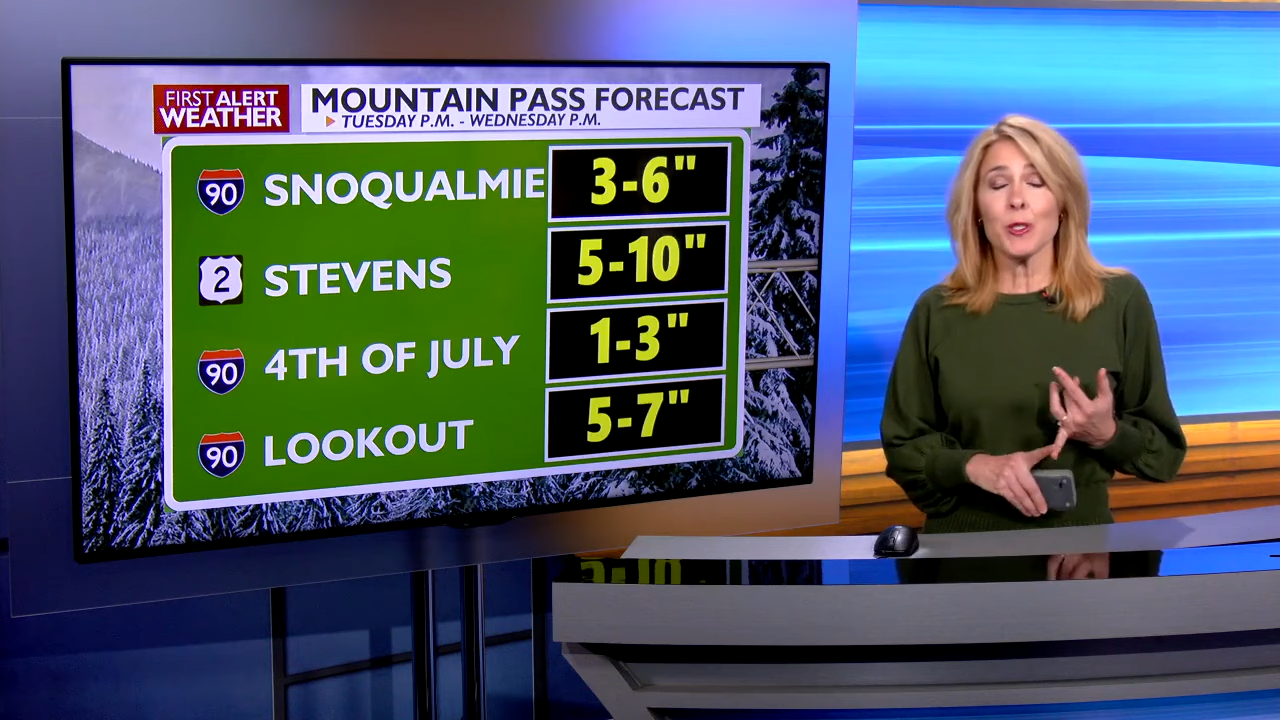 FIRST ALERT
WEATHER
MOUNTAIN PASS FORECAST
TUESDAY P.M. - WEDNESDAY P.M.
90 SNOQUALMIE 3-6"
2 STEVENS 5-10"
90 4TH OF JULY 1-3"
90 LOOKOUT 5-7"